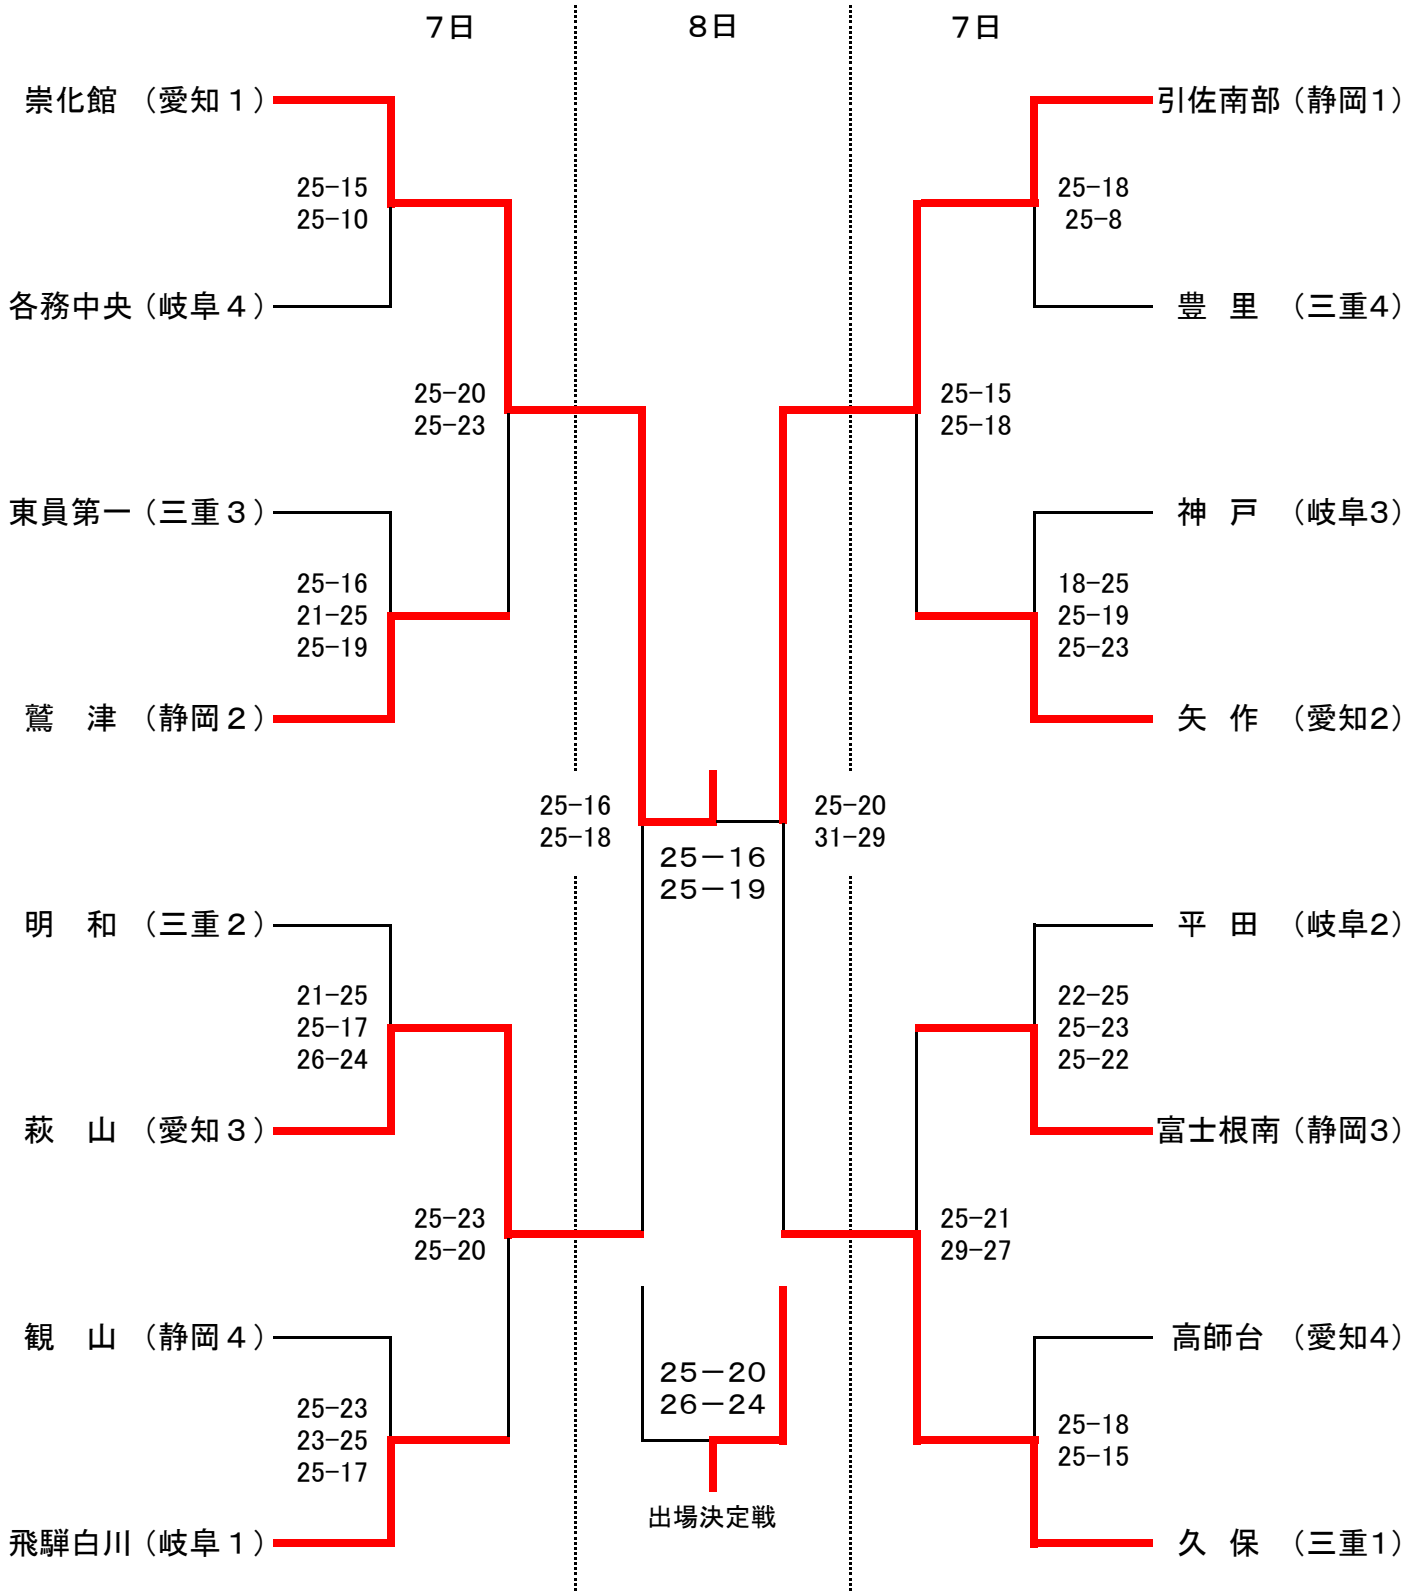 7日
8日
7日
崇化館 （愛知１）
引佐南部（静岡1）
25-15
25-10
25-18
25-8
各務中央（岐阜４）
豊 里 （三重4）
25-20
25-23
25-15
25-18
東員第一（三重３）
神 戸 （岐阜3）
25-16
21-25
25-19
18-25
25-19
25-23
鷲 津 （静岡２）
矢 作 （愛知2）
25-16
25-18
25－16
25－19
25-20
31-29
明 和 （三重２）
平 田 （岐阜2）
21-25
25-17
26-24
22-25
25-23
25-22
萩 山 （愛知３）
富士根南（静岡3）
25-23
25-20
25-21
29-27
観 山 （静岡４）
高師台 （愛知4）
25－20
26－24
25-23
23-25
25-17
25-18
25-15
出場決定戦
飛騨白川（岐阜１）
久 保 （三重1）